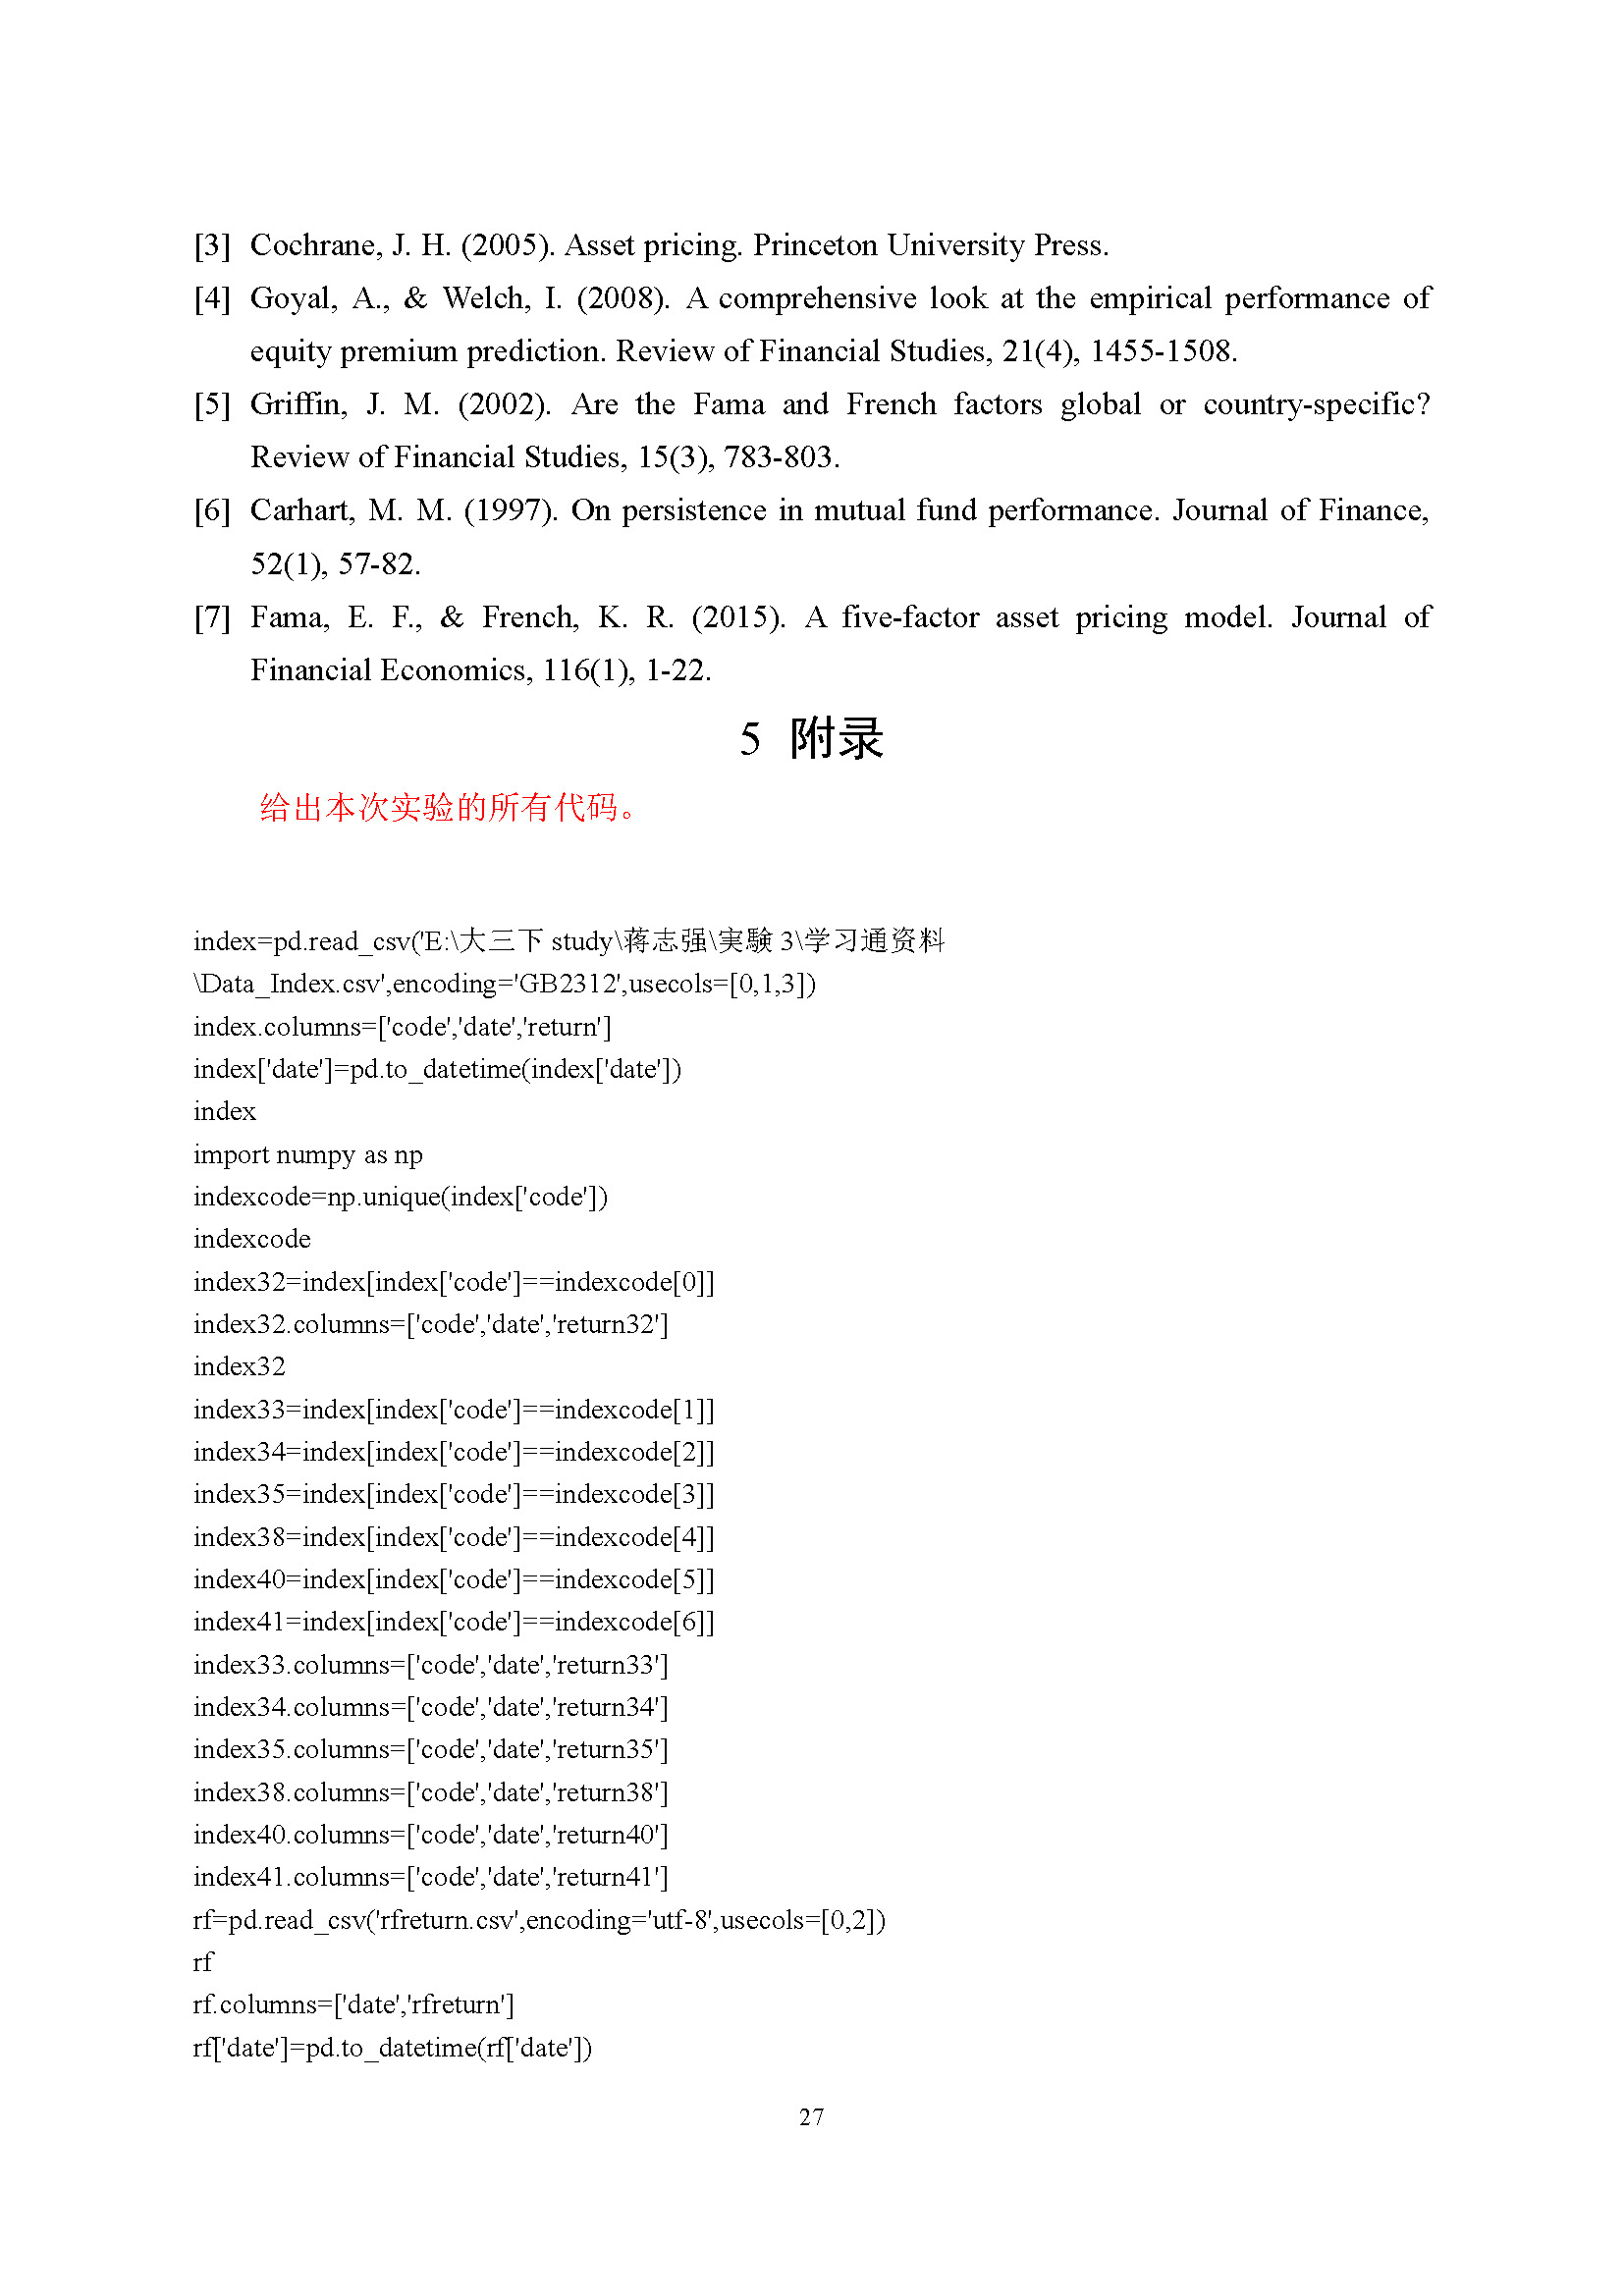 [3] Cochrane, J. H. (2005). Asset pricing. Princeton University Press.
[4] Goyal, A., & Welch, I. (2008). A comprehensive look at the empirical performance of
equity premium prediction. Review of Financial Studies, 21(4), 1455-1508.
[5] Griffin, J. M. (2002). Are the Fama and French factors global or country-specific?
Review of Financial Studies, 15(3), 783-803.
[6] Carhart, M. M. (1997). On persistence in mutual fund performance. Journal of Finance,
52(1), 57-82.
[7] Fama, E. F., & French, K. R. (2015). A five-factor asset pricing model. Journal of
Financial Economics, 116(1), 1-22.
5 附录
给出本次实验的所有代码。
index=pd.read_csv('E:\大三下 study\蒋志强\実験 3\学习通资料
\Data_Index.csv',encoding='GB2312',usecols=[0,1,3])
index.columns=['code','date','return']
index['date']=pd.to_datetime(index['date'])
index
import numpy as np
indexcode=np.unique(index['code'])
indexcode
index32=index[index['code']==indexcode[0]]
index32.columns=['code','date','return32']
index32
index33=index[index['code']==indexcode[1]]
index34=index[index['code']==indexcode[2]]
index35=index[index['code']==indexcode[3]]
index38=index[index['code']==indexcode[4]]
index40=index[index['code']==indexcode[5]]
index41=index[index['code']==indexcode[6]]
index33.columns=['code','date','return33']
index34.columns=['code','date','return34']
index35.columns=['code','date','return35']
index38.columns=['code','date','return38']
index40.columns=['code','date','return40']
index41.columns=['code','date','return41']
rf=pd.read_csv('rfreturn.csv',encoding='utf-8',usecols=[0,2])
rf
rf.columns=['date','rfreturn']
rf['date']=pd.to_datetime(rf['date'])
27